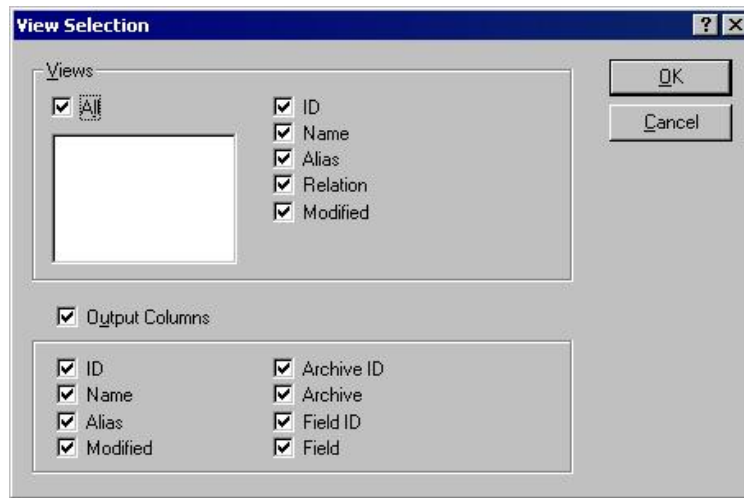 View Selection
Views
All
ID
Name
Alias
Relation
Modified
OK
Cancel
Output Columns
ID
Name
Alias
Modified
Archive ID
Archive
Field ID
Field